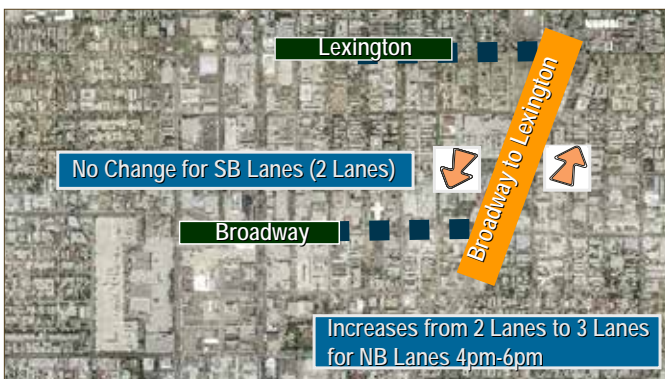 Lexington
Broadway to Lexington
No Change for SB Lanes (2 Lanes)
Broadway
Increases from 2 Lanes to 3 Lanes
for NB Lanes 4pm-6pm